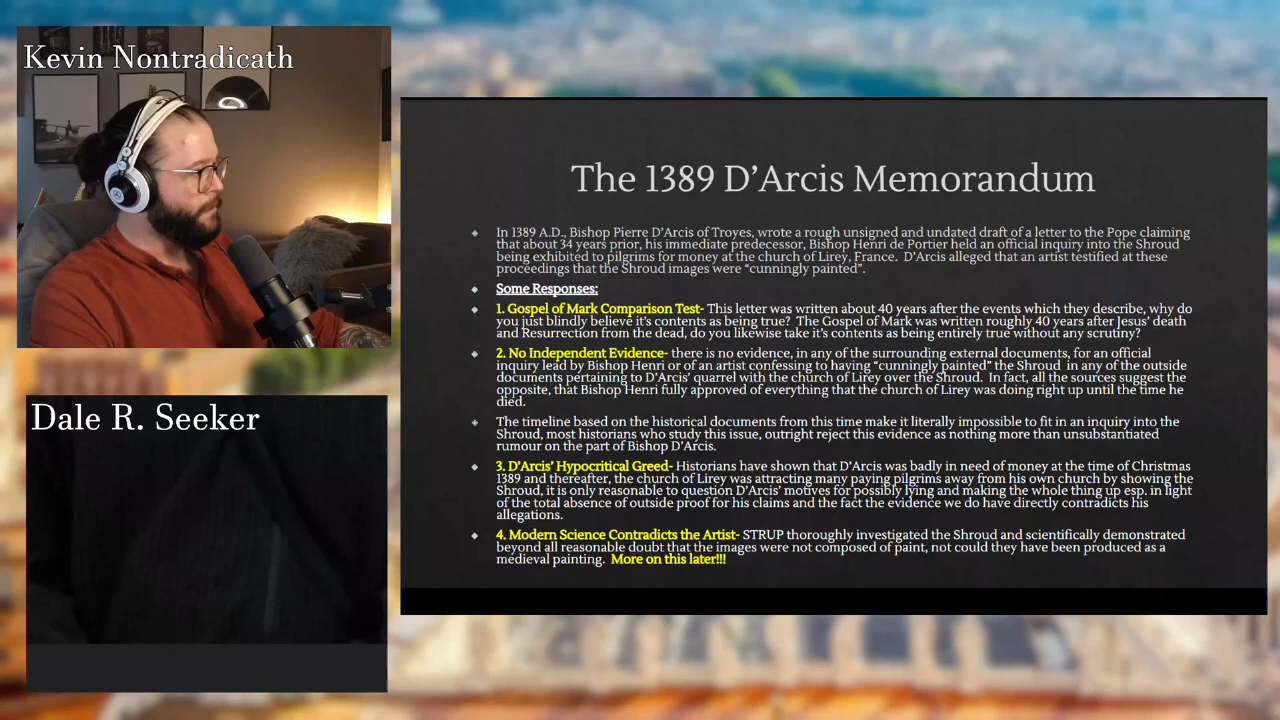 Kevin Nontradicath
Dale R. Seeker
The 1389 D'Arcis Memorandum
In 1389 A.D., Bishop Pierre D'Arcis of Troyes, wrote a rough unsigned and undated draft of a letter to the Pope claiming
that about 34 years prior, his immediate predecessor, Bishop Henri de Portier held an official inquiry into the Shroud
being exhibited to pilgrims for money at the church of Lirey, France. D'Arcis alleged that an artist testified at these
proceedings that the Shroud images were "cunningly painted".
Some Responses:
1. Gospel of Mark Comparison Test- This letter was written about 40 years after the events which they describe, why do
you just blindly believe it's contents as being true? The Gospel of Mark was written roughly 40 years after Jesus' death
and Resurrection from the dead, do you likewise take it's contents as being entirely true without any scrutiny?
2. No Independent Evidence- there is no evidence, in any of the surrounding external documents, for an official
inquiry lead by Bishop Henri or of an artist confessing to having "cunningly painted" the Shroud in any of the outside
documents pertaining to D'Arcis' quarrel with the church of Lirey over the Shroud. In fact, all the sources suggest the
opposite, that Bishop Henri fully approved of everything that the church of Lirey was doing right up until the time he
died.
The timeline based on the historical documents from this time make it literally impossible to fit in an inquiry into the
Shroud, most historians who study this issue, outright reject this evidence as nothing more than unsubstantiated
rumour on the part of Bishop D'Arcis.
3. D'Arcis' Hypocritical Greed- Historians have shown that D'Arcis was badly in need of money at the time of Christmas
1389 and thereafter, the church of Lirey was attracting many paying pilgrims away from his own church by showing the
Shroud, it is only reasonable to question D'Arcis' motives for possibly lying and making the whole thing up esp. in light
of the total absence of outside proof for his claims and the fact the evidence we do have directly contradicts his
allegations.
4. Modern Science Contradicts the Artist- STRUP thoroughly investigated the Shroud and scientifically demonstrated
beyond all reasonable doubt that the images were not composed of paint, not could they have been produced as a
medieval painting. More on this later!!!